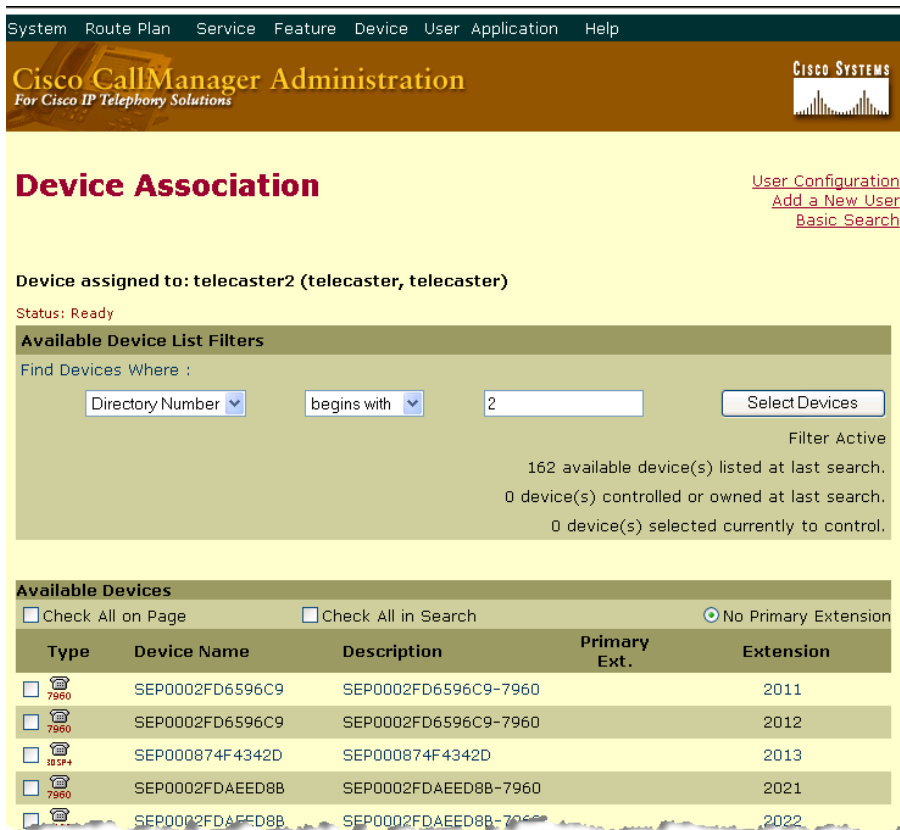 System Route Plan Service Feature Device User Application Help
Cisco CallManager Administration
For Cisco IP Telephony Solutions
CISCO SYSTEMS
Device Association
User Configuration
Add a New User
Basic Search
Device assigned to: telecaster2 (telecaster, telecaster)
Status: Ready
Available Device List Filters
Find Devices Where :
Directory Number begins with 2 Select Devices
Filter Active
162 available device(s) listed at last search.
0 device(s) controlled or owned at last search.
0 device(s) selected currently to control.
Available Devices
Check All on Page Check All in Search No Primary Extension
Type Device Name Description Primary Ext. Extension
7960 SEP0002FD6596C9 SEP0002FD6596C9-7960 2011
7960 SEP0002FD6596C9 SEP0002FD6596C9-7960 2012
30 SP+ SEP000874F4342D SEP000874F4342D 2013
7960 SEP0002FDAEED8B SEP0002FDAEED8B-7960 2021
SEP0002FDAEED8B 2022